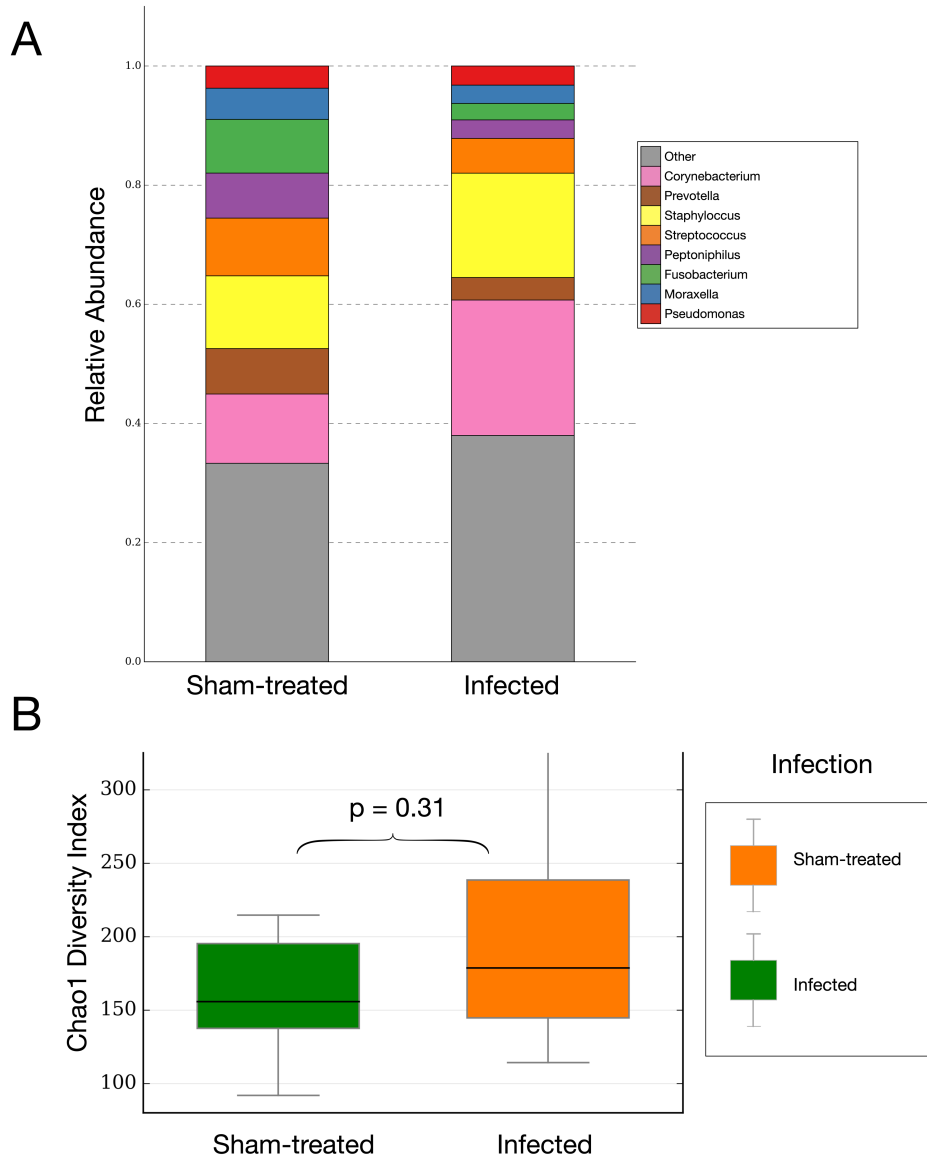 A
1.0
0.8
0.6
0.4
0.2
0.0
Relative Abundance
Sham-treated
Infected
Other
Corynebacterium
Prevotella
Staphyloccus
Streptococcus
Peptoniphilus
Fusobacterium
Moraxella
Pseudomonas
B
300
250
200
150
100
Chao1 Diversity Index
p = 0.31
Sham-treated
Infected
Infection
Sham-treated
Infected